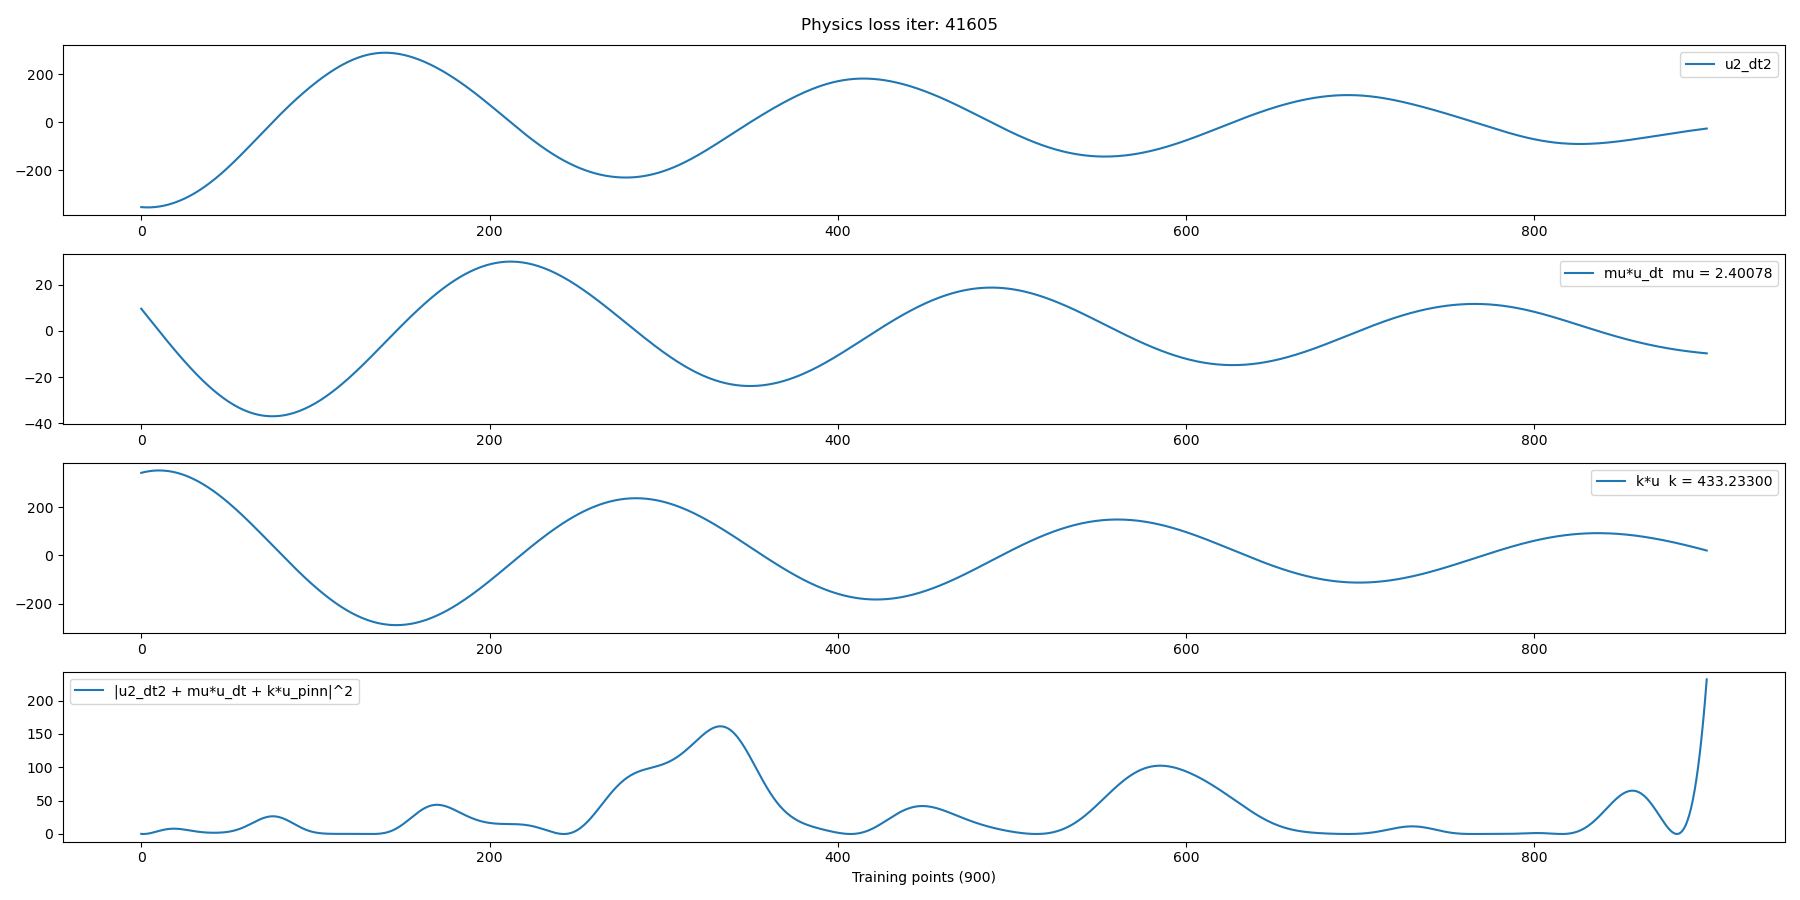 Physics loss iter: 41605
u2_dt2
200
0
−200
0 200 400 600 800
mu*u_dt  mu = 2.40078
20
0
−20
−40
0 200 400 600 800
k*u  k = 433.23300
200
0
−200
0 200 400 600 800
|u2_dt2 + mu*u_dt + k*u_pinn|^2
200
150
100
50
0
0 200 400 600 800
Training points (900)